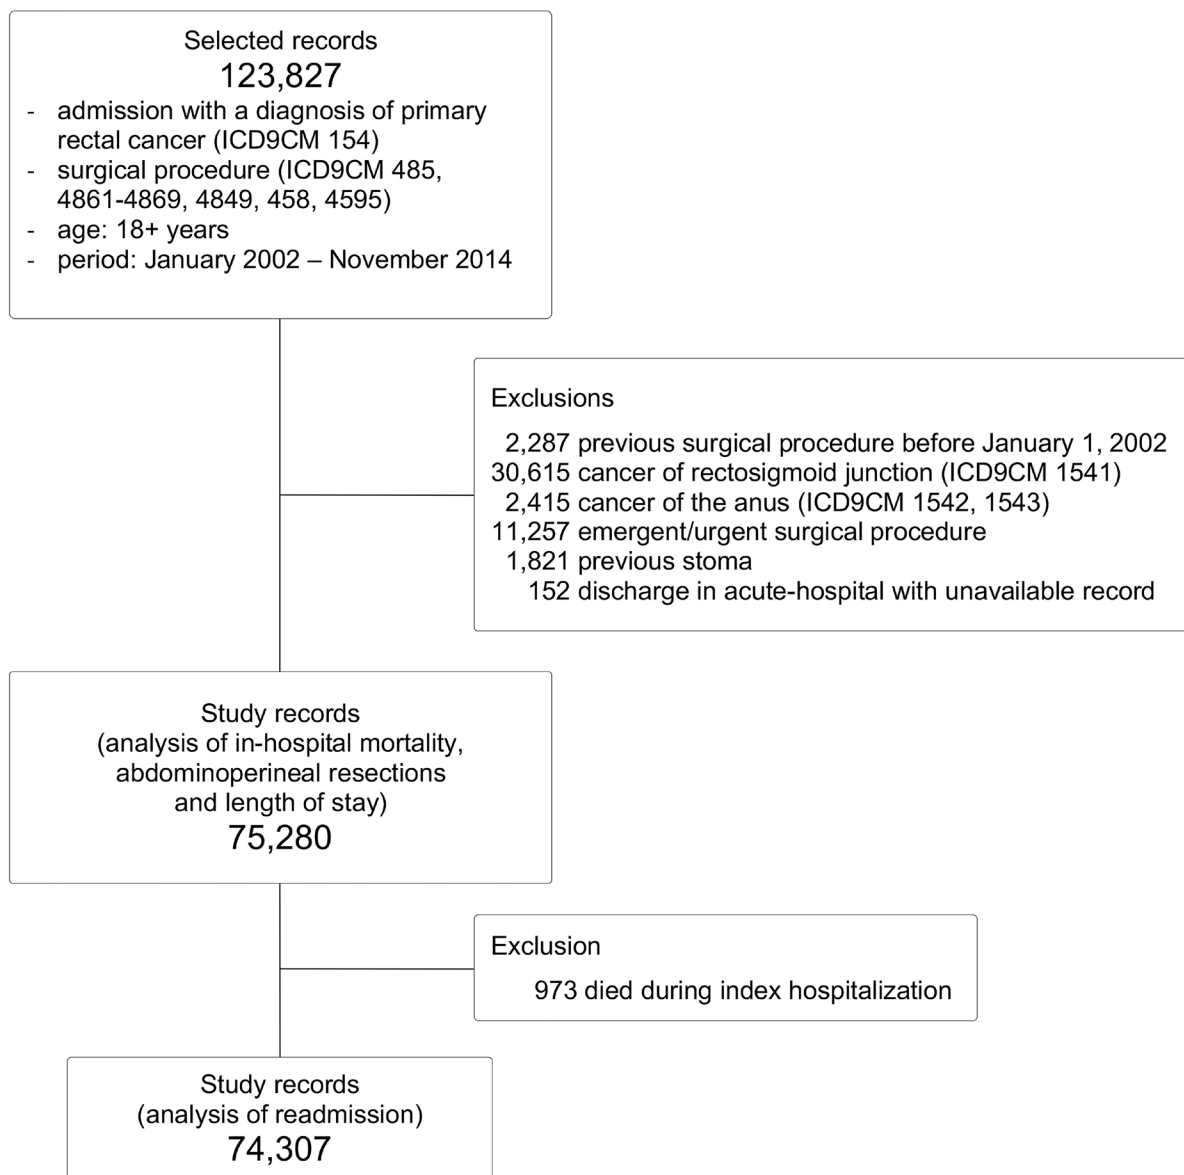 Selected records
123,827
- admission with a diagnosis of primary
rectal cancer (ICD9CM 154)
- surgical procedure (ICD9CM 485,
4861-4869, 4849, 458, 4595)
- age: 18+ years
- period: January 2002 – November 2014
Exclusions
2,287 previous surgical procedure before January 1, 2002
30,615 cancer of rectosigmoid junction (ICD9CM 1541)
2,415 cancer of the anus (ICD9CM 1542, 1543)
11,257 emergent/urgent surgical procedure
1,821 previous stoma
152 discharge in acute-hospital with unavailable record
Study records
(analysis of in-hospital mortality,
abdominoperineal resections
and length of stay)
75,280
Exclusion
973 died during index hospitalization
Study records
(analysis of readmission)
74,307